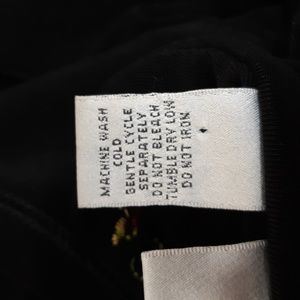 MACHINE WASH
COLD
GENTLE CYCLE
SEPARATELY
DO NOT BLEACH
TUMBLE DRY LOW
DO NOT IRON